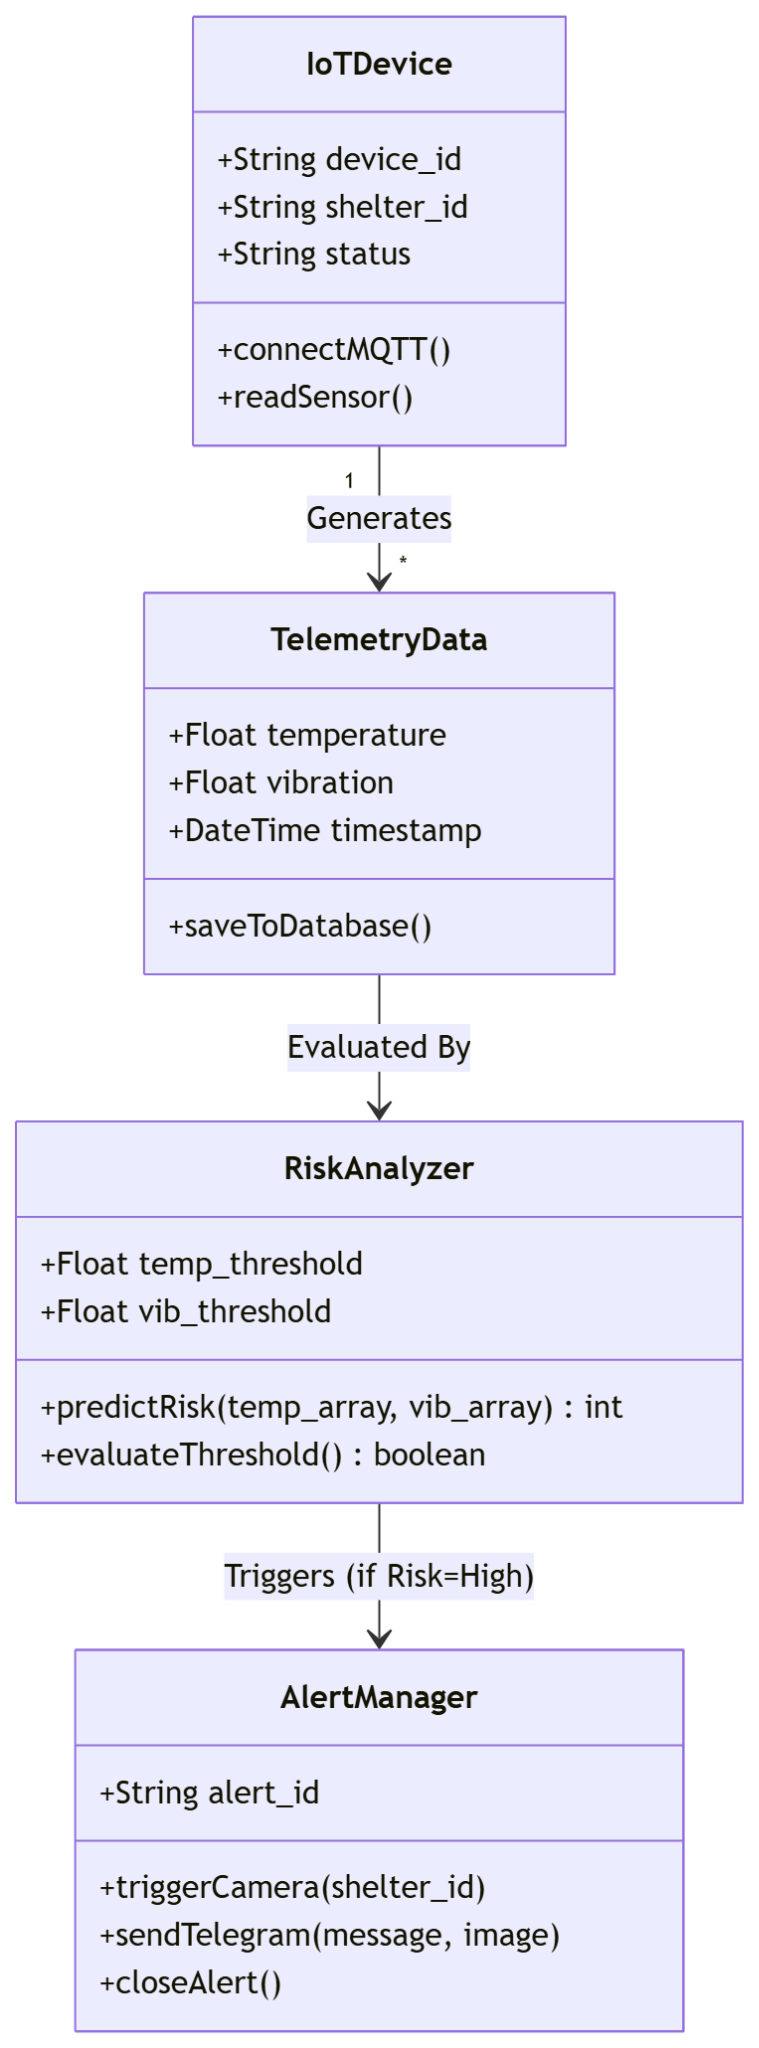 IoTDevice
+String device_id
+String shelter_id
+String status
+connectMQTT()
+readSensor()
1
Generates
*
TelemetryData
+Float temperature
+Float vibration
+DateTime timestamp
+saveToDatabase()
Evaluated By
RiskAnalyzer
+Float temp_threshold
+Float vib_threshold
+predictRisk(temp_array, vib_array) : int
+evaluateThreshold() : boolean
Triggers (if Risk=High)
AlertManager
+String alert_id
+triggerCamera(shelter_id)
+sendTelegram(message, image)
+closeAlert()